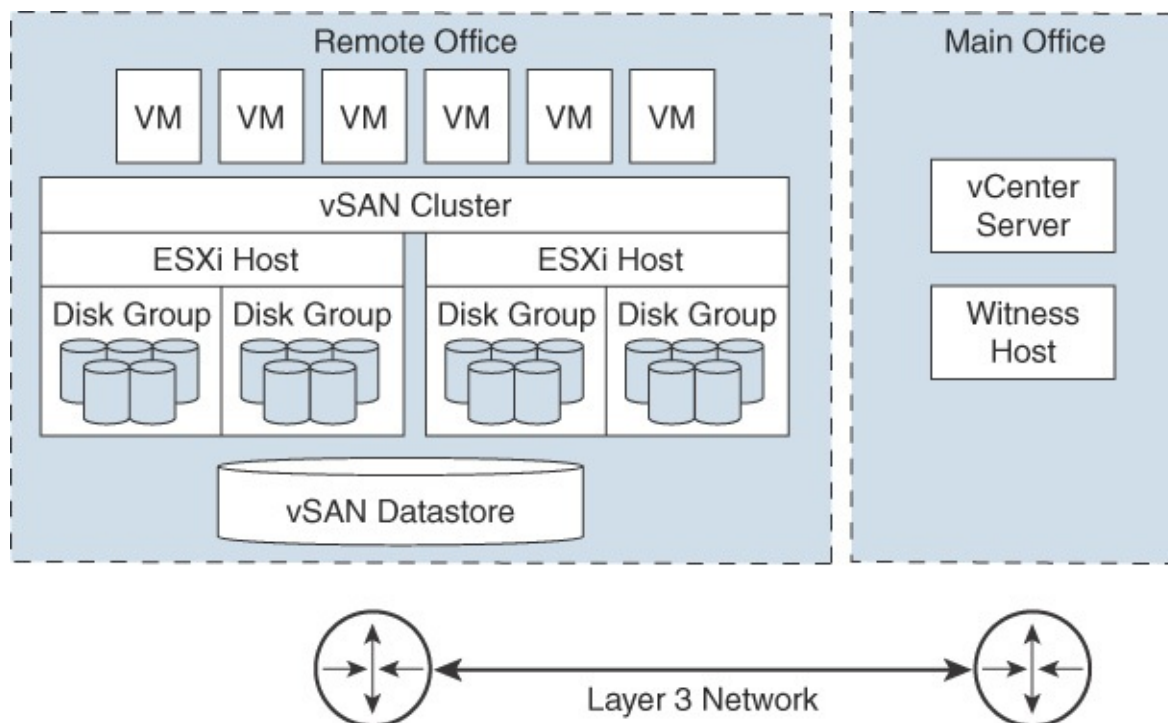 Remote Office
Main Office
VM VM VM VM VM VM
vSAN Cluster
ESXi Host ESXi Host
Disk Group Disk Group Disk Group Disk Group
vSAN Datastore
vCenter
Server
Witness
Host
Layer 3 Network